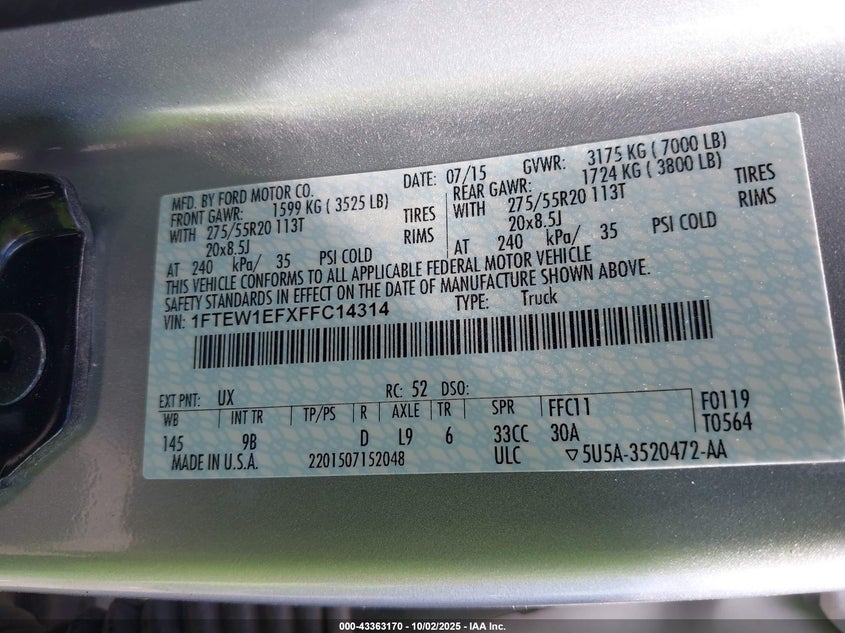 MFD. BY FORD MOTOR CO. DATE: 07/15 GVWR: 3175 KG ( 7000 LB)
FRONT GAWR: 1599 KG ( 3525 LB) REAR GAWR: 1724 KG ( 3800 LB)
WITH 275/55R20 113T TIRES WITH 275/55R20 113T TIRES
20x8.5J RIMS 20x8.5J RIMS
AT 240 kPa/ 35 PSI COLD AT 240 kPa/ 35 PSI COLD
THIS VEHICLE CONFORMS TO ALL APPLICABLE FEDERAL MOTOR VEHICLE
SAFETY STANDARDS IN EFFECT ON THE DATE OF MANUFACTURE SHOWN ABOVE.
VIN: 1FTEW1EFXFFC14314 TYPE: Truck
EXT PNT: UX RC: 52 DSO:
WB INT TR TP/PS R AXLE TR SPR FFC11 F0119
145 9B D L9 6 33CC 30A T0564
MADE IN U.S.A. 2201507152048 ULC ▽5U5A-3520472-AA
000-43363170 - 10/02/2025 - IAA Inc.